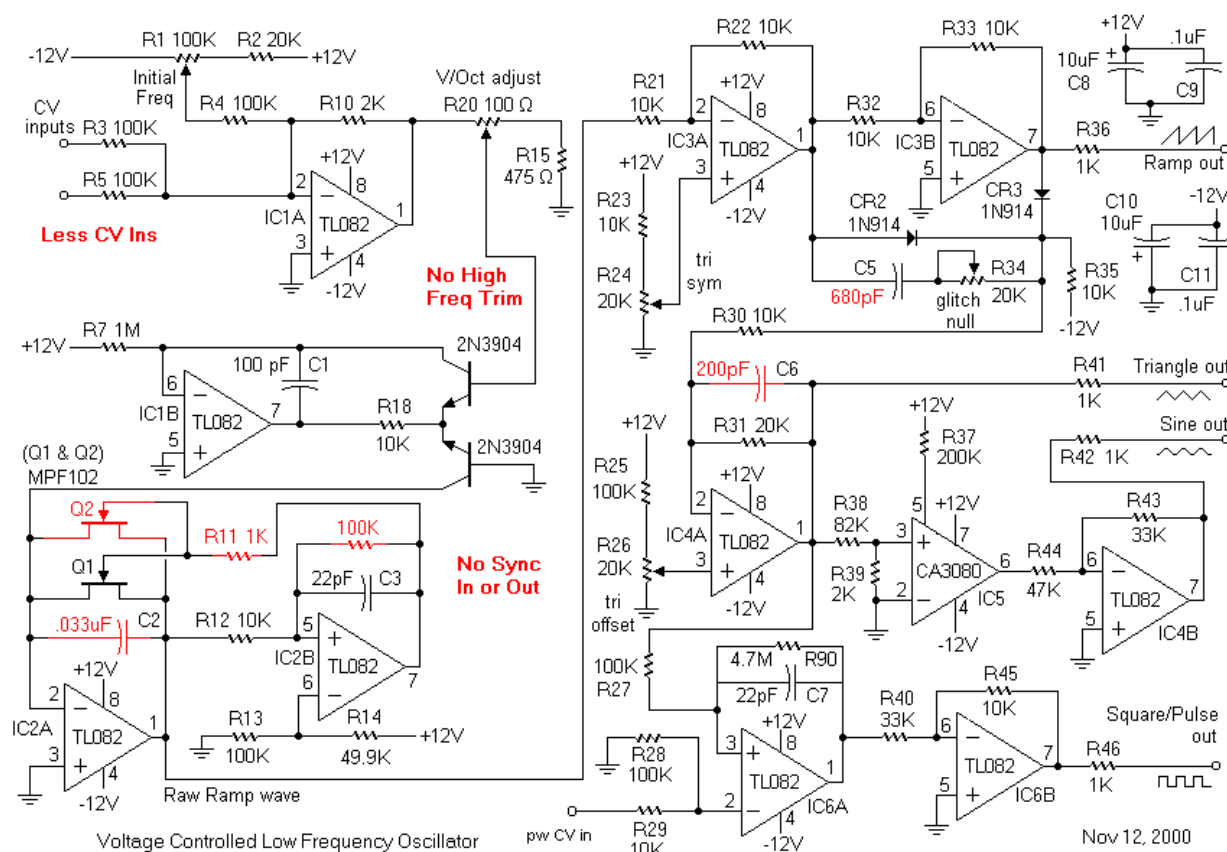 -12V
R1 100K
R2 20K
+12V
Initial
Freq
V/Oct adjust
R20 100 Ω
CV
inputs
R3 100K
R4 100K
R10 2K
R5 100K
R15
475 Ω
+12V
2
8
IC1A
TL082
1
3
4
-12V
Less CV Ins
No High
Freq Trim
R7 1M
+12V
100 pF
C1
2N3904
6
IC1B
TL082
7
5
R18
10K
2N3904
(Q1 & Q2)
MPF102
Q2
R11 1K
100K
Q1
22pF
C3
No Sync
In or Out
.033uF
C2
R12 10K
5
IC2B
TL082
7
6
+12V
2
8
IC2A
TL082
1
3
4
-12V
R13
100K
R14
49.9K
+12V
Raw Ramp wave
Voltage Controlled Low Frequency Oscillator
R22 10K
R33 10K
+12V
.1uF
10uF
+
C8
C9
R21
10K
+12V
2
8
IC3A
TL082
1
3
4
-12V
R32
10K
6
IC3B
TL082
7
5
R36
1K
Ramp out
+12V
R23
10K
R24
20K
tri
sym
CR2
1N914
CR3
1N914
C5
680pF
R34
20K
glitch
null
R35
10K
-12V
C10
10uF
+
-12V
C11
.1uF
R30 10K
200pF
C6
R41
1K
Triangle out
Sine out
R42 1K
+12V
R31 20K
+12V
R37
200K
R25
100K
R26
20K
tri
offset
+12V
2
8
IC4A
TL082
1
3
4
-12V
R38
82K
R39
2K
5
+12V
7
3
CA3080
6
2
4
IC5
-12V
R43
33K
R44
47K
6
TL082
7
5
IC4B
100K
R27
4.7M
R90
22pF
C7
+12V
3
8
TL082
1
2
4
IC6A
-12V
R28
100K
pw CV in
R29
10K
R40
33K
R45
10K
6
TL082
7
5
IC6B
Square/Pulse
out
R46
1K
Nov 12, 2000